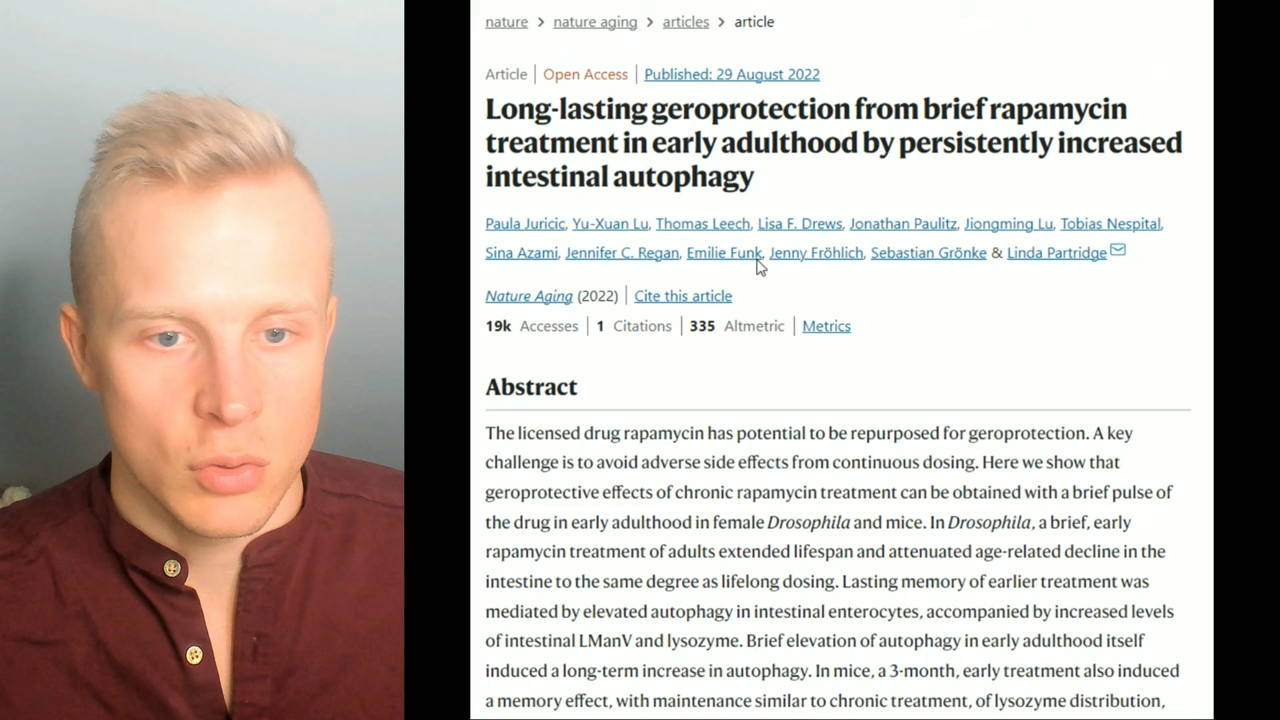 nature > nature aging > articles > article
Article | Open Access | Published: 29 August 2022
Long-lasting geroprotection from brief rapamycin
treatment in early adulthood by persistently increased
intestinal autophagy
Paula Juricic, Yu-Xuan Lu, Thomas Leech, Lisa F. Drews, Jonathan Paulitz, Jiongming Lu, Tobias Nespital,
Sina Azami, Jennifer C. Regan, Emilie Funk, Jenny Fröhlich, Sebastian Grönke & Linda Partridge
Nature Aging (2022) | Cite this article
19k Accesses | 1 Citations | 335 Altmetric | Metrics
Abstract
The licensed drug rapamycin has potential to be repurposed for geroprotection. A key
challenge is to avoid adverse side effects from continuous dosing. Here we show that
geroprotective effects of chronic rapamycin treatment can be obtained with a brief pulse of
the drug in early adulthood in female Drosophila and mice. In Drosophila, a brief, early
rapamycin treatment of adults extended lifespan and attenuated age-related decline in the
intestine to the same degree as lifelong dosing. Lasting memory of earlier treatment was
mediated by elevated autophagy in intestinal enterocytes, accompanied by increased levels
of intestinal LManV and lysozyme. Brief elevation of autophagy in early adulthood itself
induced a long-term increase in autophagy. In mice, a 3-month, early treatment also induced
a memory effect, with maintenance similar to chronic treatment, of lysozyme distribution,